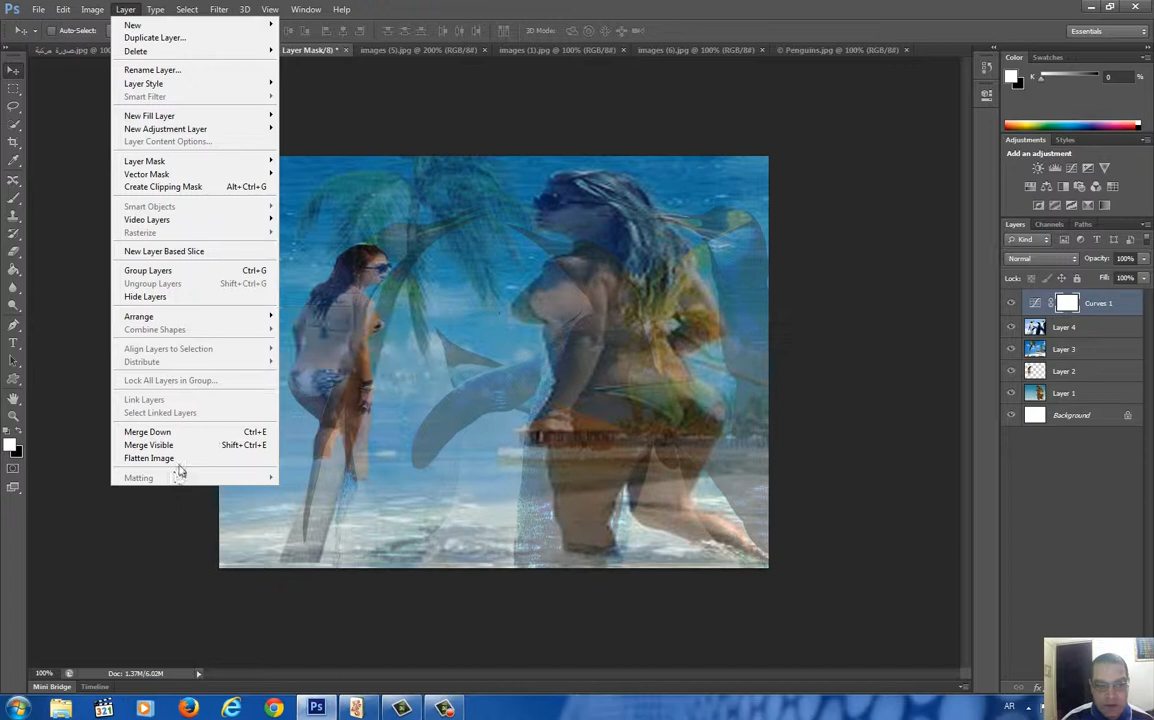 Ps File Edit Image Layer Type Select Filter 3D View Window Help
Auto-Select: 3D Mode: Essentials
صورة Layer Mask/8) * × images (5).jpg @ 200% (RGB/8#) × images (1).jpg @ 100% (RGB/8#) × images (6).jpg @ 100% (RGB/8#) × © Penguins.jpg @ 100% (RGB/8#) ×
New
Duplicate Layer...
Delete
Rename Layer...
Layer Style
Smart Filter
New Fill Layer
New Adjustment Layer
Layer Content Options...
Layer Mask
Vector Mask
Create Clipping Mask Alt+Ctrl+G
Smart Objects
Video Layers
Rasterize
New Layer Based Slice
Group Layers Ctrl+G
Ungroup Layers Shift+Ctrl+G
Hide Layers
Arrange
Combine Shapes
Align Layers to Selection
Distribute
Lock All Layers in Group...
Link Layers
Select Linked Layers
Merge Down Ctrl+E
Merge Visible Shift+Ctrl+E
Flatten Image
Matting
Color Swatches
K 0 %
Adjustments Styles
Add an adjustment
Layers Channels Paths
Kind
Normal Opacity: 100%
Lock: Fill: 100%
Curves 1
Layer 4
Layer 3
Layer 2
Layer 1
Background
100% Doc: 1.37M/6.02M
Mini Bridge Timeline
321 AR